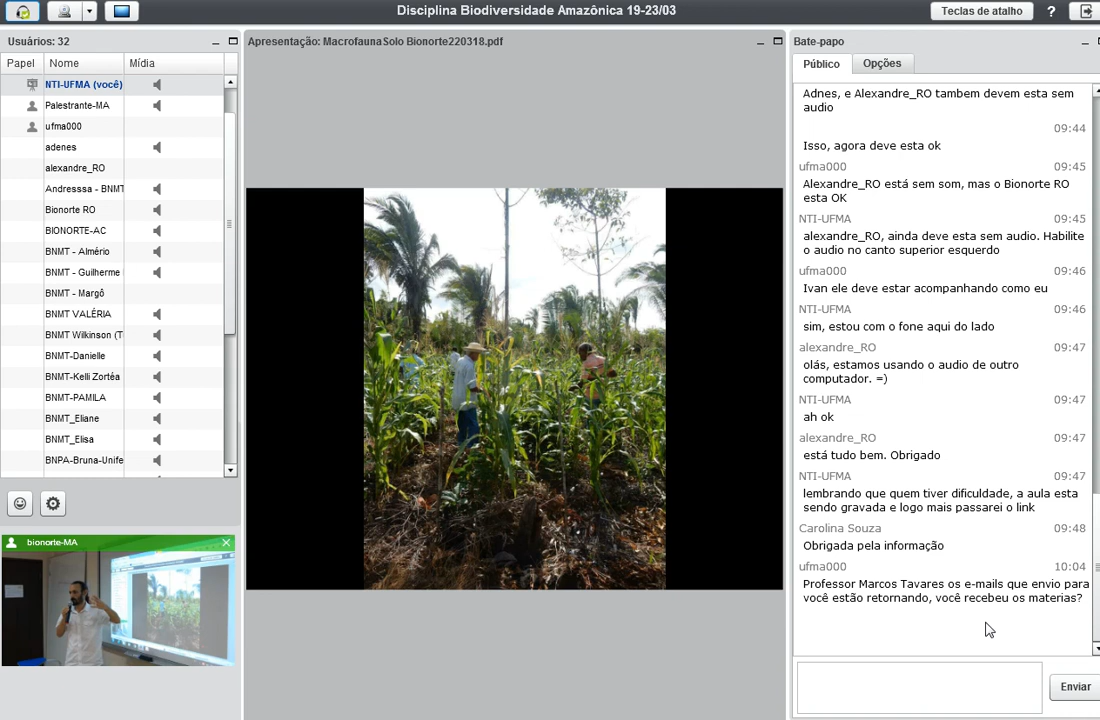 Disciplina Biodiversidade Amazônica 19-23/03
Teclas de atalho
?
Usuários: 32
Papel Nome Mídia
NTI-UFMA (você)
Palestrante-MA
ufma000
adenes
alexandre_RO
Andresssa - BNMT
Bionorte RO
BIONORTE-AC
BNMT - Almério
BNMT - Guilherme
BNMT - Margô
BNMT VALÉRIA
BNMT Wilkinson (T
BNMT-Danielle
BNMT-Kelli Zortéa
BNMT-PAMILA
BNMT_Eliane
BNMT_Elisa
BNPA-Bruna-Unife
bionorte-MA
Apresentação: MacrofaunaSolo Bionorte220318.pdf
Bate-papo
Público Opções
Adnes, e Alexandre_RO tambem devem esta sem
audio
09:44
Isso, agora deve esta ok
ufma000 09:45
Alexandre_RO está sem som, mas o Bionorte RO
esta OK
NTI-UFMA 09:45
alexandre_RO, ainda deve esta sem audio. Habilite
o audio no canto superior esquerdo
ufma000 09:46
Ivan ele deve estar acompanhando como eu
NTI-UFMA 09:46
sim, estou com o fone aqui do lado
alexandre_RO 09:47
olás, estamos usando o audio de outro
computador. =)
NTI-UFMA 09:47
ah ok
alexandre_RO 09:47
está tudo bem. Obrigado
NTI-UFMA 09:47
lembrando que quem tiver dificuldade, a aula esta
sendo gravada e logo mais passarei o link
Carolina Souza 09:48
Obrigada pela informação
ufma000 10:04
Professor Marcos Tavares os e-mails que envio para
você estão retornando, você recebeu os materias?
Enviar